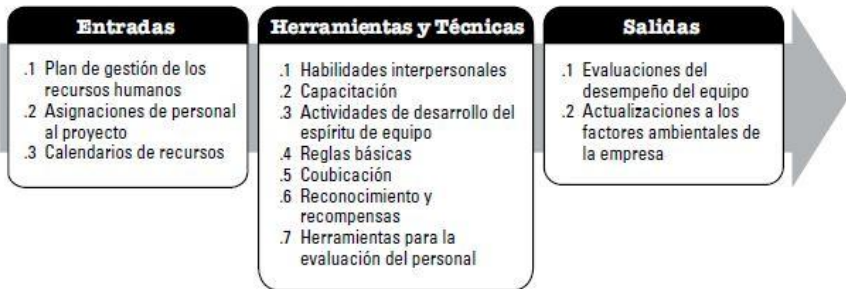 Entradas
.1 Plan de gestión de los
recursos humanos
.2 Asignaciones de personal
al proyecto
.3 Calendarios de recursos
Herramientas y Técnicas
.1 Habilidades interpersonales
.2 Capacitación
.3 Actividades de desarrollo del
espíritu de equipo
.4 Reglas básicas
.5 Coubicación
.6 Reconocimiento y
recompensas
.7 Herramientas para la
evaluación del personal
Salidas
.1 Evaluaciones del
desempeño del equipo
.2 Actualizaciones a los
factores ambientales de
la empresa